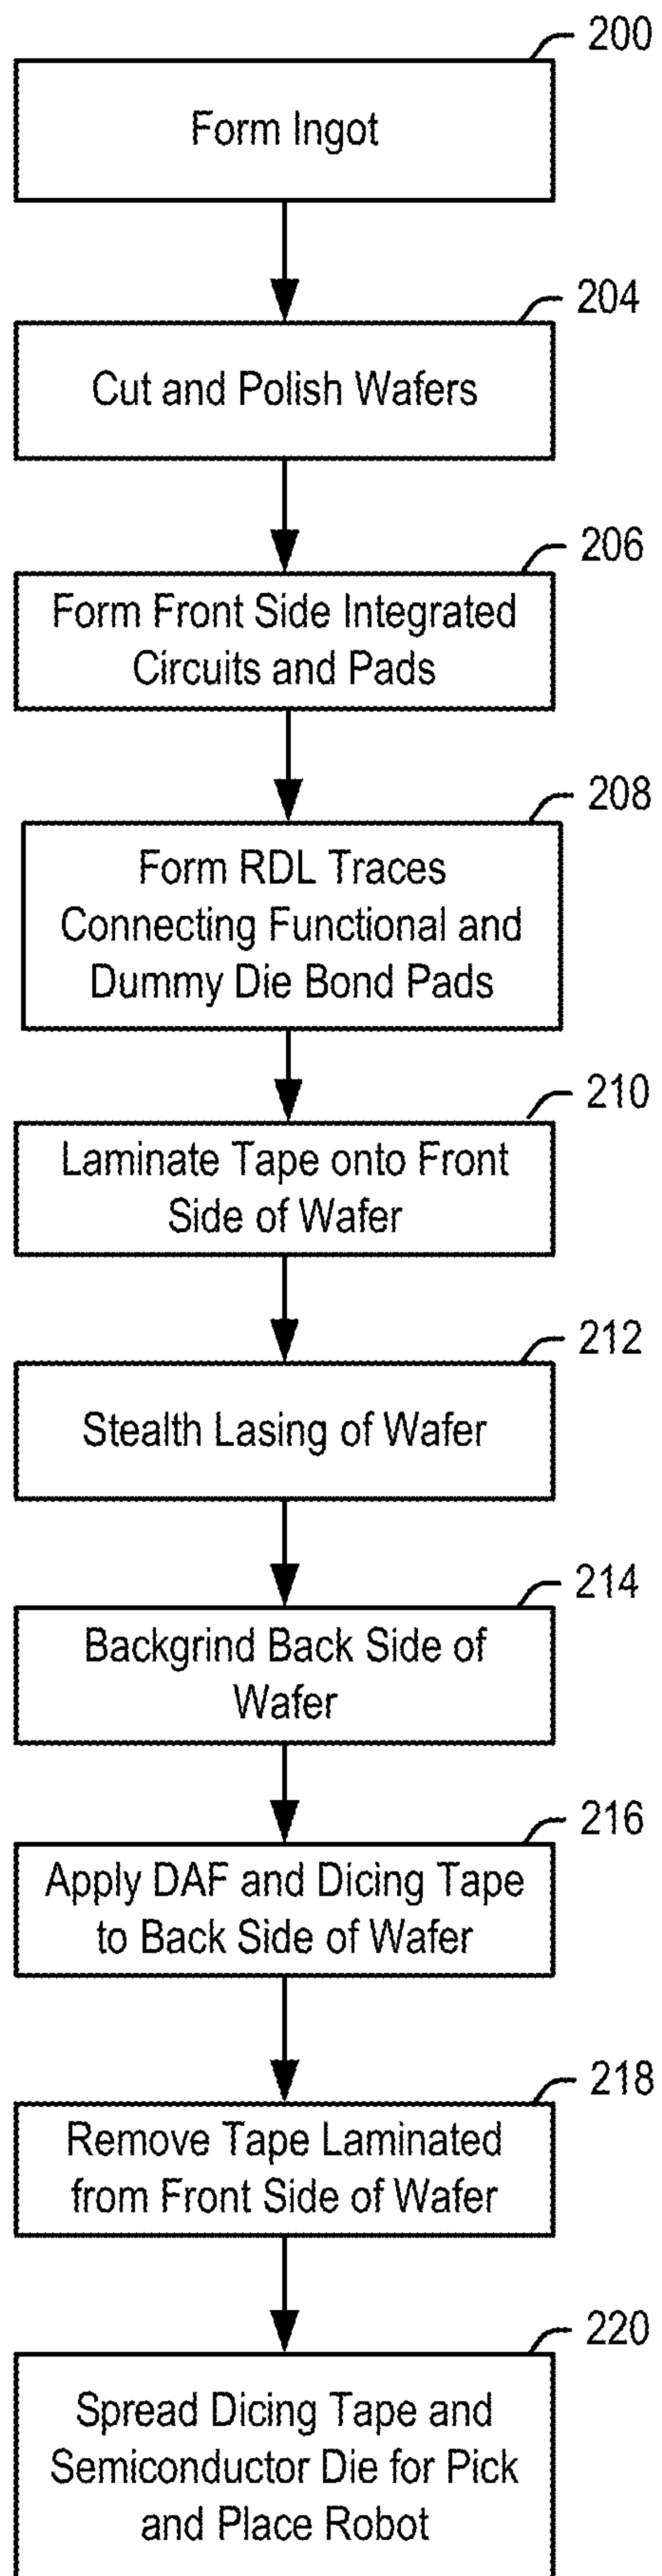 200
Form Ingot
204
Cut and Polish Wafers
206
Form Front Side Integrated
Circuits and Pads
208
Form RDL Traces
Connecting Functional and
Dummy Die Bond Pads
210
Laminate Tape onto Front
Side of Wafer
212
Stealth Lasing of Wafer
214
Backgrind Back Side of
Wafer
216
Apply DAF and Dicing Tape
to Back Side of Wafer
218
Remove Tape Laminated
from Front Side of Wafer
220
Spread Dicing Tape and
Semiconductor Die for Pick
and Place Robot